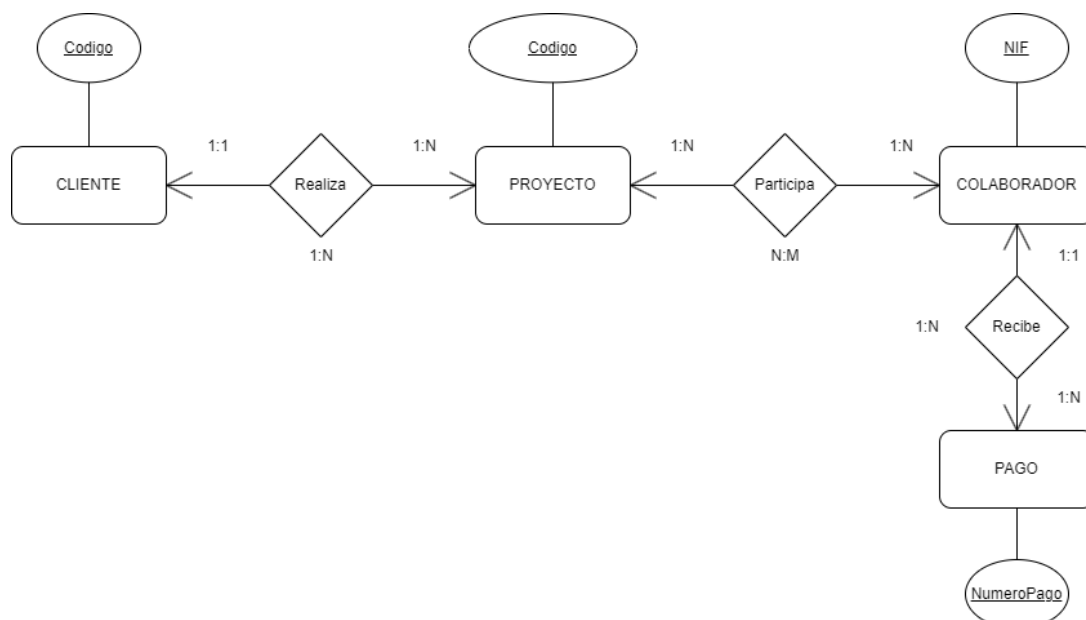 Codigo
Codigo
NIF
1:1
1:N
1:N
1:N
CLIENTE
Realiza
PROYECTO
Participa
COLABORADOR
1:N
N:M
1:1
1:N
Recibe
1:N
PAGO
NumeroPago